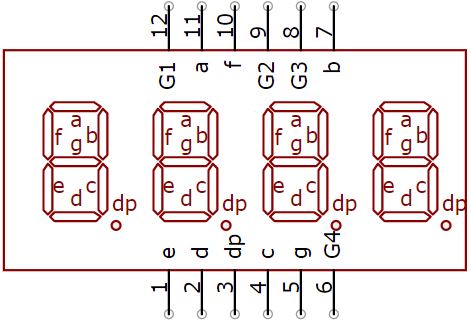 12 11 10 9 8 7
G1 a f G2 G3 b
a a a a
f b f b f b f b
g g g g
e c e c e c e c
d d d d
dp dp dp dp
e d dp c g G4
1 2 3 4 5 6